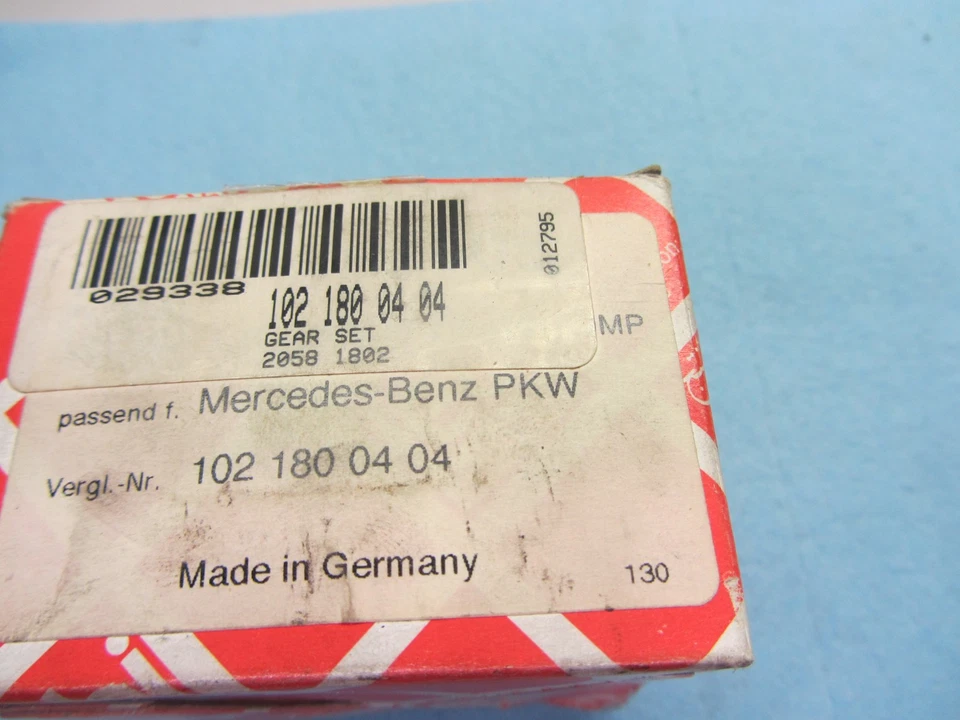 012795
029338
102 180 04 04
GEAR SET
2058 1802
MP
passend f. Mercedes-Benz PKW
Vergl.-Nr. 102 180 04 04
Made in Germany
130